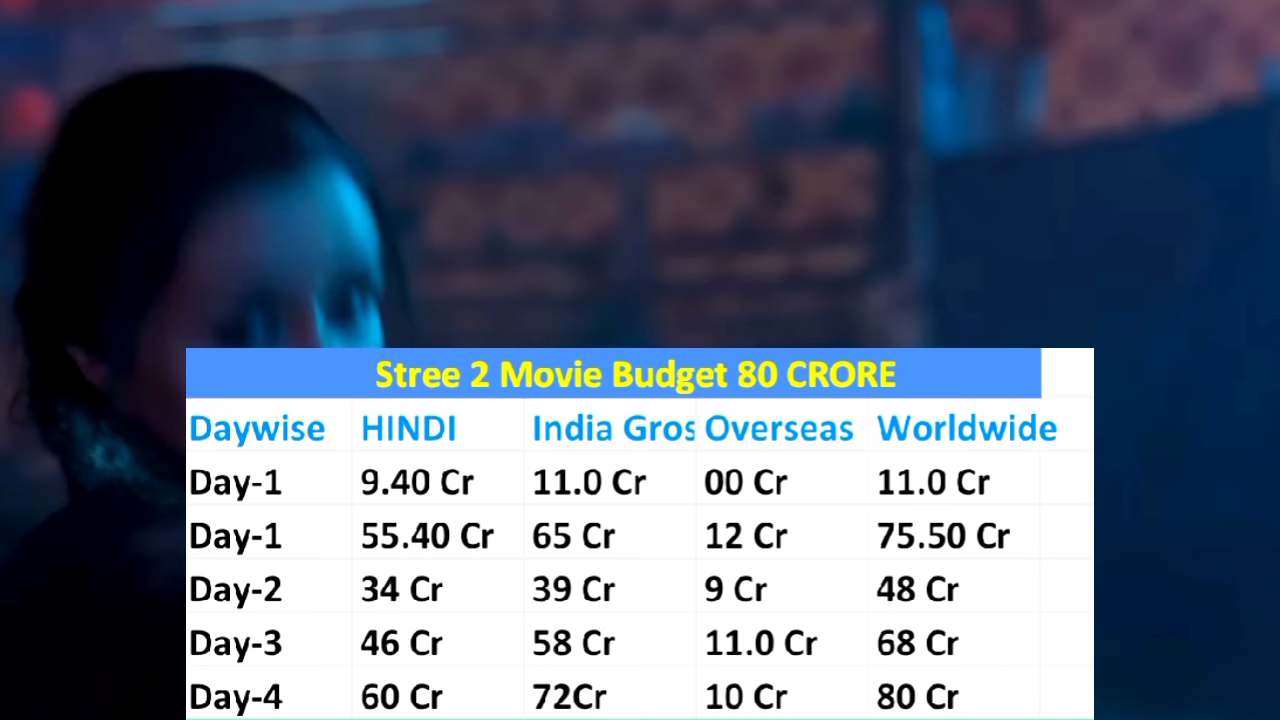 Stree 2 Movie Budget 80 CRORE
Daywise HINDI India Gros Overseas Worldwide
Day-1 9.40 Cr 11.0 Cr 00 Cr 11.0 Cr
Day-1 55.40 Cr 65 Cr 12 Cr 75.50 Cr
Day-2 34 Cr 39 Cr 9 Cr 48 Cr
Day-3 46 Cr 58 Cr 11.0 Cr 68 Cr
Day-4 60 Cr 72Cr 10 Cr 80 Cr